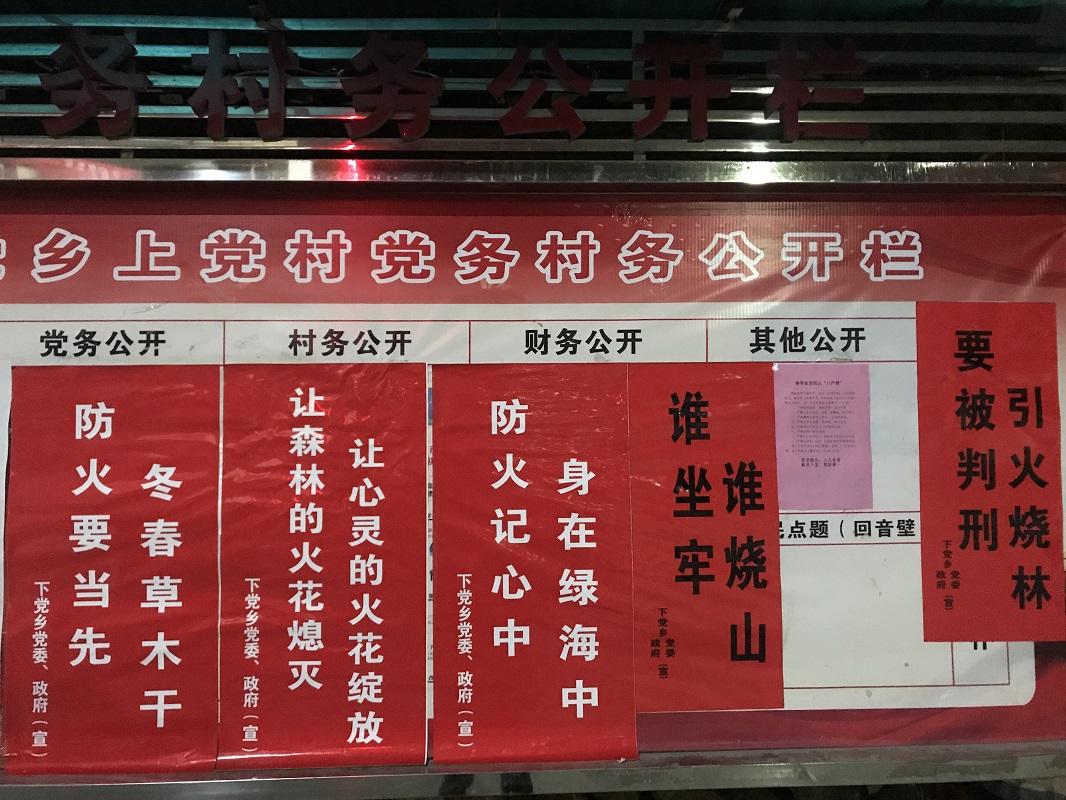 务村务公开栏
乡上党村党务村务公开栏
党务公开
村务公开
财务公开
其他公开
冬春草木干
防火要当先
下党乡党委、政府（宣）
让心灵的火花绽放
让森林的火花熄灭
下党乡党委、政府（宣）
身在绿海中
防火记心中
下党乡党委、政府（宣）
谁烧山
谁坐牢
下党乡党委政府（宣）
点题（回音壁
引火烧林
要被判刑
下党乡党委政府（宣）